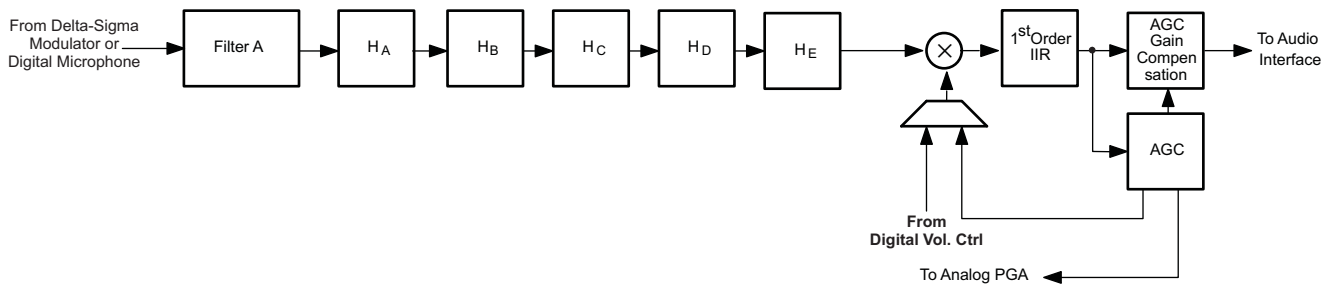 From Delta-Sigma
Modulator or
Digital Microphone
Filter A
HA
HB
HC
HD
HE
×
1stOrder
IIR
AGC
Gain
Compen
sation
To Audio
Interface
AGC
From
Digital Vol. Ctrl
To Analog PGA